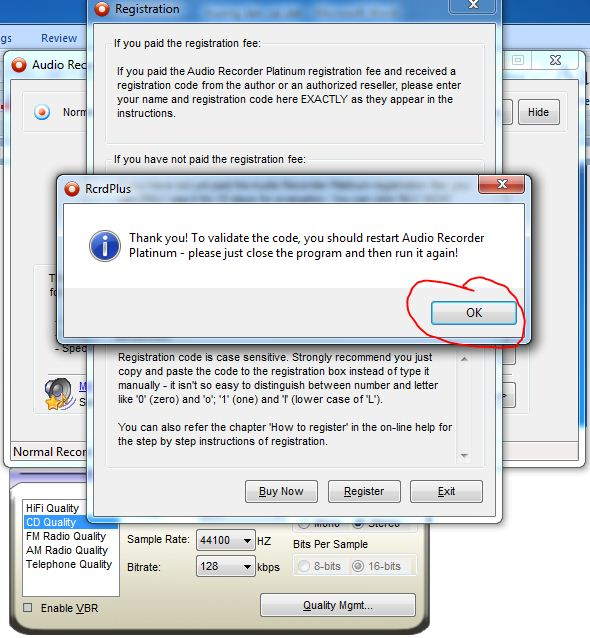 Registration
gs Review
Audio Rec
If you paid the registration fee:
If you paid the Audio Recorder Platinum registration fee and received a
registration code from the author or an authorized reseller, please enter
your name and registration code here EXACTLY as they appear in the
instructions.
Norm
Hide
If you have not paid the registration fee:
RcrdPlus
Thank you! To validate the code, you should restart Audio Recorder
Platinum - please just close the program and then run it again!
OK
T
fo
- Spec
Registration code is case sensitive. Strongly recommend you just
copy and paste the code to the registration box instead of type it
manually - it isn't so easy to distinguish between number and letter
like '0' (zero) and 'o'; '1' (one) and 'l' (lower case of 'L').
M
S
You can also refer the chapter 'How to register' in the on-line help for
the step by step instructions of registration.
Normal Recor
Buy Now Register Exit
HiFi Quality
CD Quality
FM Radio Quality
AM Radio Quality
Telephone Quality
Mono Stereo
Sample Rate: 44100 HZ
Bits Per Sample
Bitrate: 128 kbps
8-bits 16-bits
Enable VBR
Quality Mgmt...